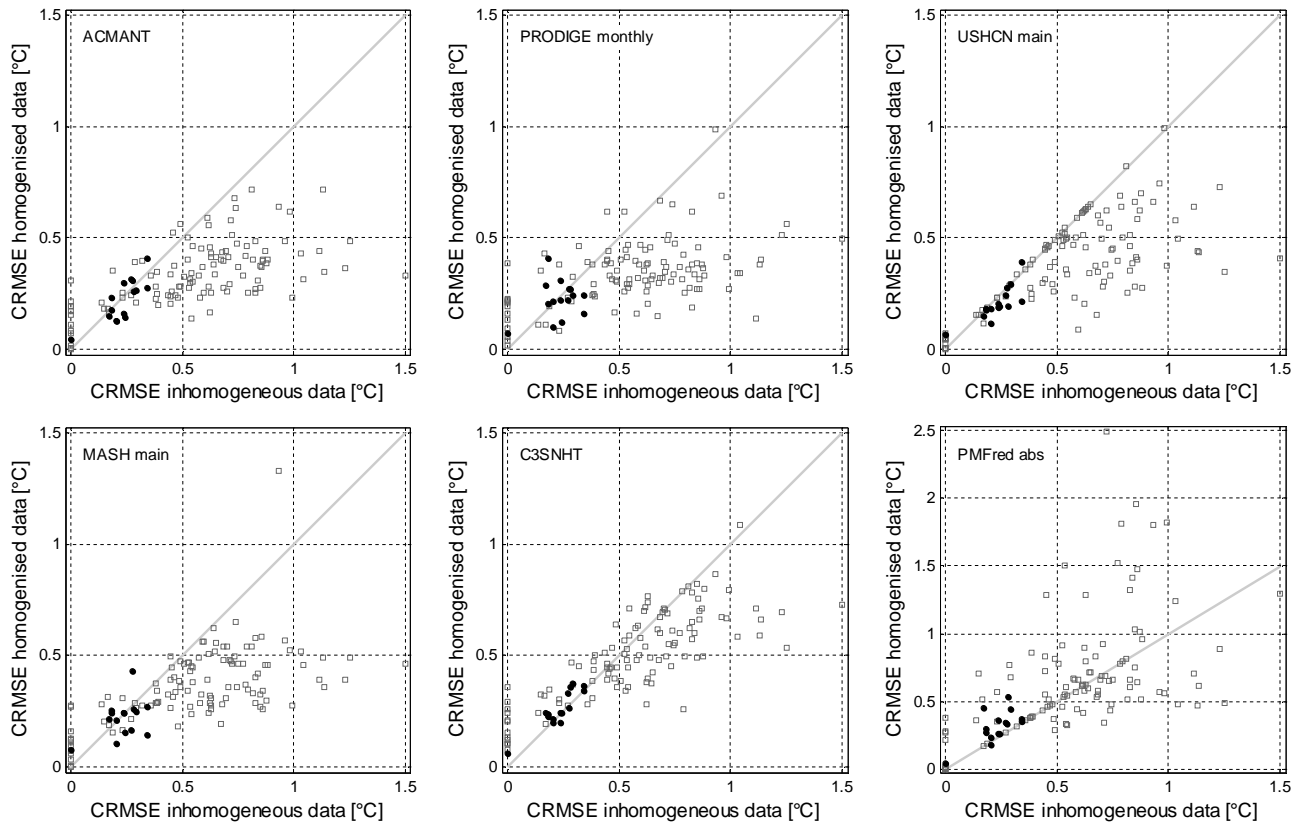 ACMANT
CRMSE homogenised data [°C]
1.5
1
0.5
0
0 0.5 1 1.5
CRMSE inhomogeneous data [°C]
PRODIGE monthly
CRMSE homogenised data [°C]
1.5
1
0.5
0
0 0.5 1 1.5
CRMSE inhomogeneous data [°C]
USHCN main
CRMSE homogenised data [°C]
1.5
1
0.5
0
0 0.5 1 1.5
CRMSE inhomogeneous data [°C]
MASH main
CRMSE homogenised data [°C]
1.5
1
0.5
0
0 0.5 1 1.5
CRMSE inhomogeneous data [°C]
C3SNHT
CRMSE homogenised data [°C]
1.5
1
0.5
0
0 0.5 1 1.5
CRMSE inhomogeneous data [°C]
PMFred abs
CRMSE homogenised data [°C]
2.5
2
1.5
1
0.5
0
0 0.5 1 1.5
CRMSE inhomogeneous data [°C]